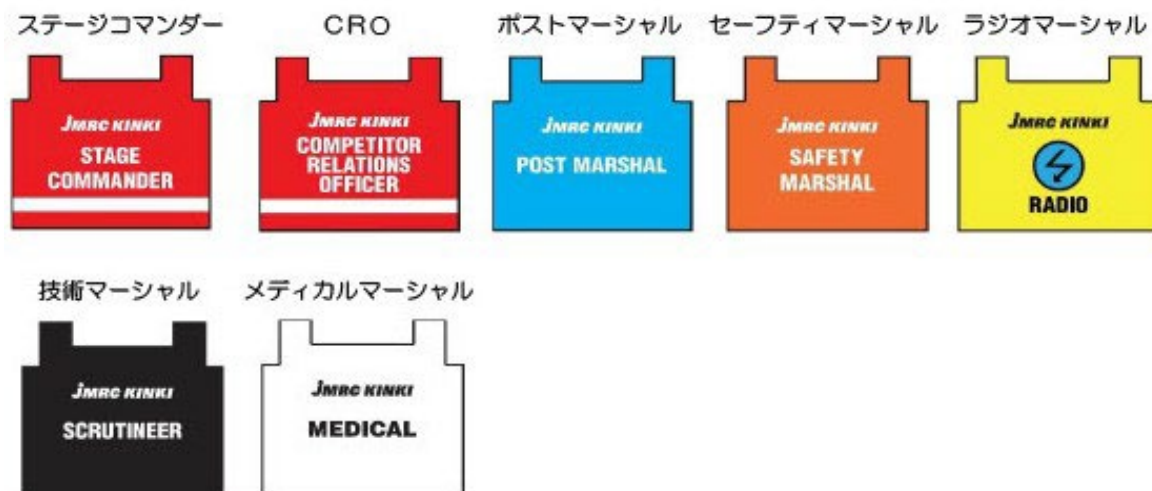 ステージコマンダー
CRO
ポストマーシャル
セーフティマーシャル
ラジオマーシャル
JMRC KINKI
STAGE
COMMANDER
JMRC KINKI
COMPETITOR
RELATIONS
OFFICER
JMRC KINKI
POST MARSHAL
JMRC KINKI
SAFETY
MARSHAL
JMRC KINKI
RADIO
技術マーシャル
メディカルマーシャル
JMRC KINKI
SCRUTINEER
JMRC KINKI
MEDICAL